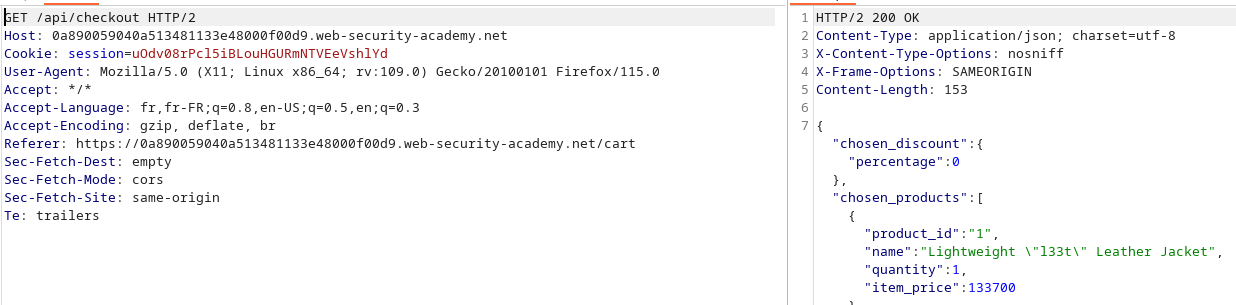 GET /api/checkout HTTP/2
Host: 0a890059040a513481133e48000f00d9.web-security-academy.net
Cookie: session=uOdv08rPcl5iBLouHGURmNTVEeVshlYd
User-Agent: Mozilla/5.0 (X11; Linux x86_64; rv:109.0) Gecko/20100101 Firefox/115.0
Accept: */*
Accept-Language: fr,fr-FR;q=0.8,en-US;q=0.5,en;q=0.3
Accept-Encoding: gzip, deflate, br
Referer: https://0a890059040a513481133e48000f00d9.web-security-academy.net/cart
Sec-Fetch-Dest: empty
Sec-Fetch-Mode: cors
Sec-Fetch-Site: same-origin
Te: trailers
1 HTTP/2 200 OK
2 Content-Type: application/json; charset=utf-8
3 X-Content-Type-Options: nosniff
4 X-Frame-Options: SAMEORIGIN
5 Content-Length: 153
6
7 {
"chosen_discount":{
"percentage":0
},
"chosen_products":[
{
"product_id":"1",
"name":"Lightweight \"l33t\" Leather Jacket",
"quantity":1,
"item_price":133700